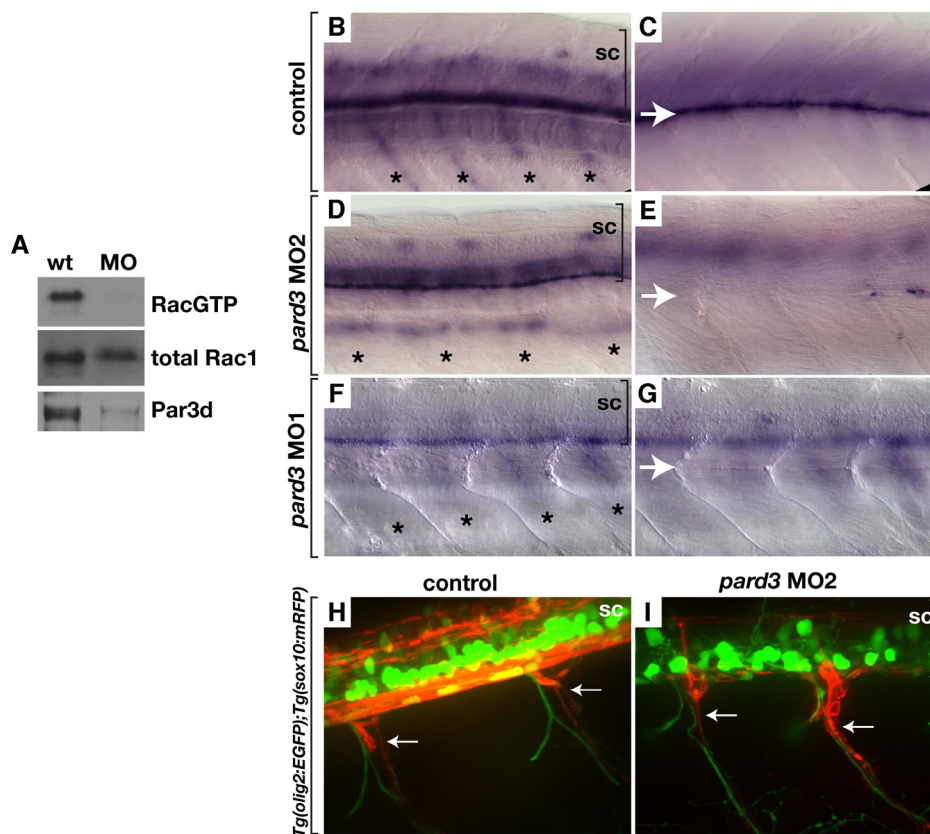 A
wt MO
RacGTP
total Rac1
Par3d
control
B
sc
C
* * * *
pard3 MO2
D
sc
E
* * * *
pard3 MO1
F
sc
G
* * * *
control
pard3 MO2
Tg(olig2:EGFP);Tg(sox10:mRFP)
H
sc
I
sc